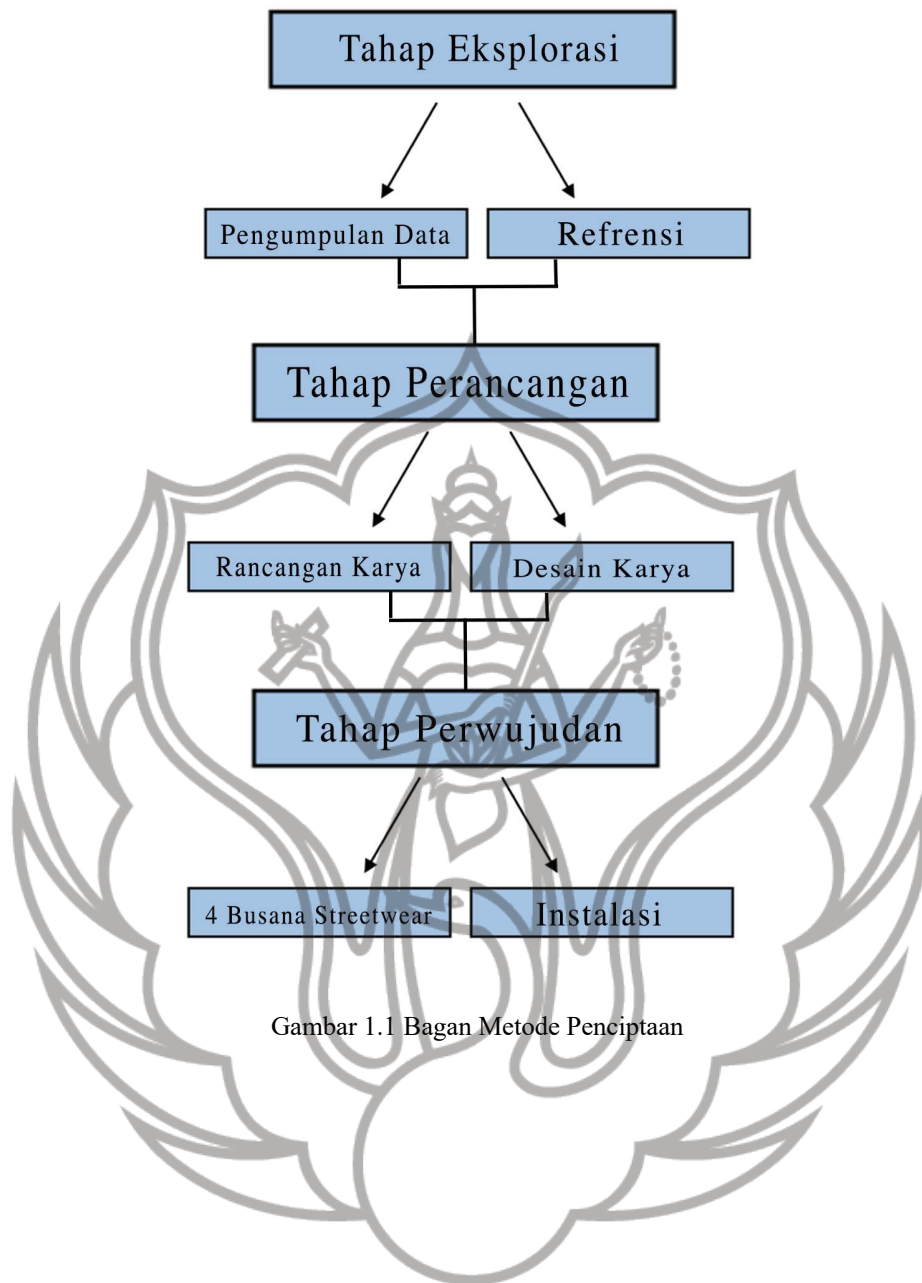 Tahap Eksplorasi
Pengumpulan Data
Refrensi
Tahap Perancangan
Rancangan Karya
Desain Karya
Tahap Perwujudan
4 Busana Streetwear
Instalasi
Gambar 1.1 Bagan Metode Penciptaan